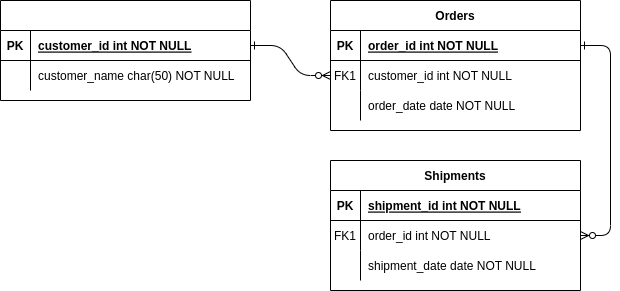 PK customer_id int NOT NULL
customer_name char(50) NOT NULL
Orders
PK order_id int NOT NULL
FK1 customer_id int NOT NULL
order_date date NOT NULL
Shipments
PK shipment_id int NOT NULL
FK1 order_id int NOT NULL
shipment_date date NOT NULL